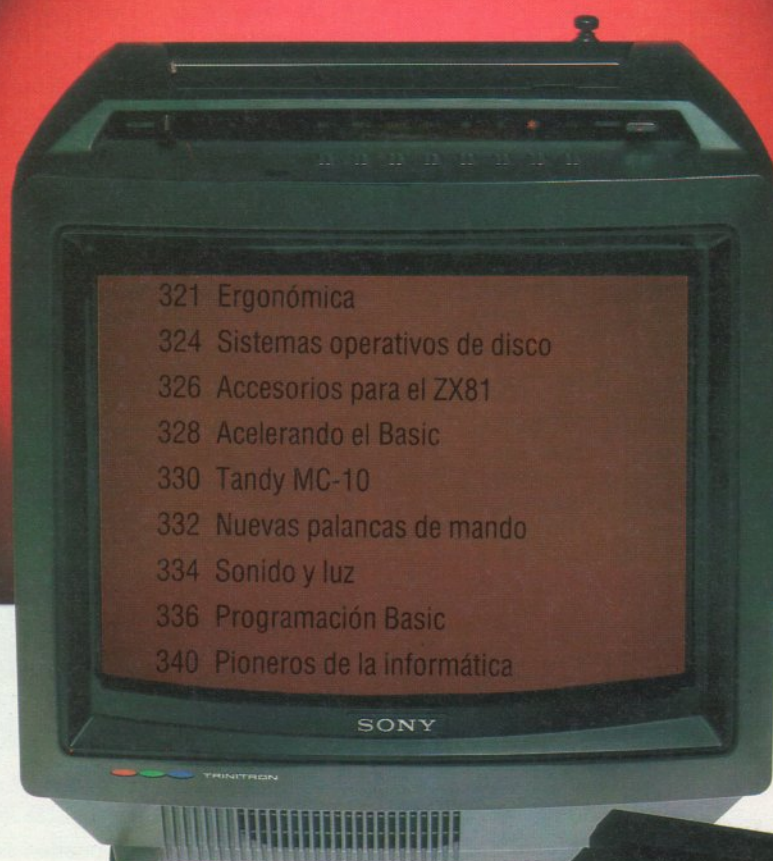 321 Ergonómica
324 Sistemas operativos de disco
326 Accesorios para el ZX81
328 Acelerando el Basic
330 Tandy MC-10
332 Nuevas palancas de mando
334 Sonido y luz
336 Programación Basic
340 Pioneros de la informática
SONY
TRINITRON